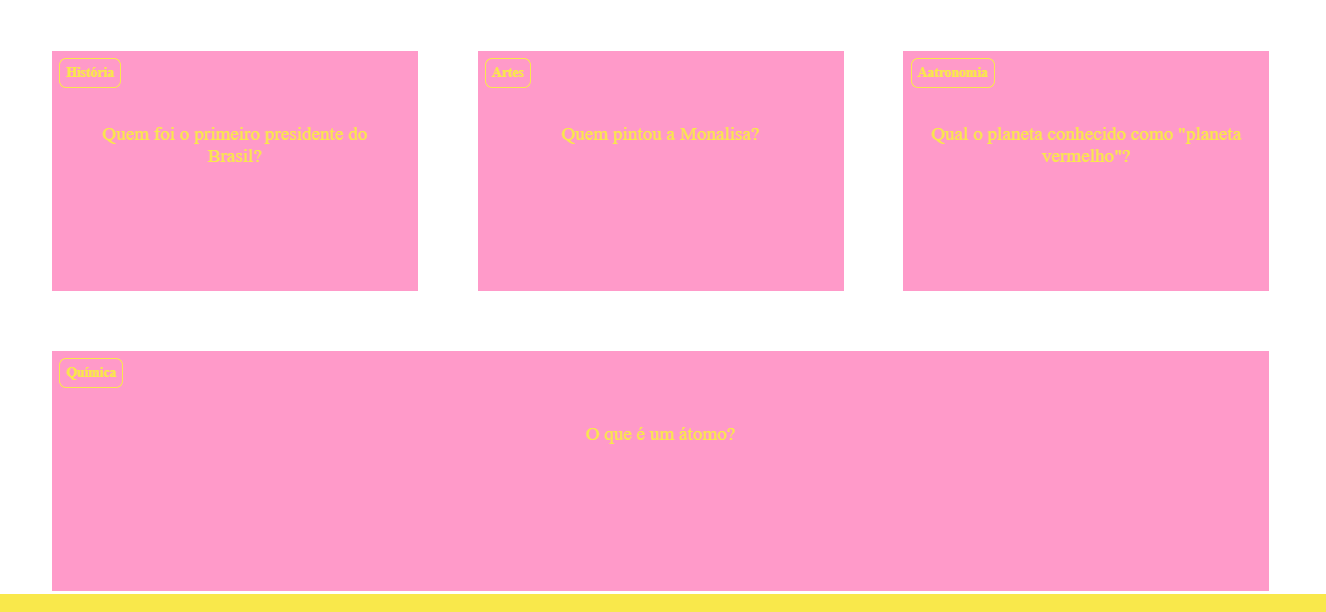 História
Quem foi o primeiro presidente do
Brasil?
Artes
Quem pintou a Monalisa?
Aatronomia
Qual o planeta conhecido como "planeta
vermelho"?
Química
O que é um átomo?